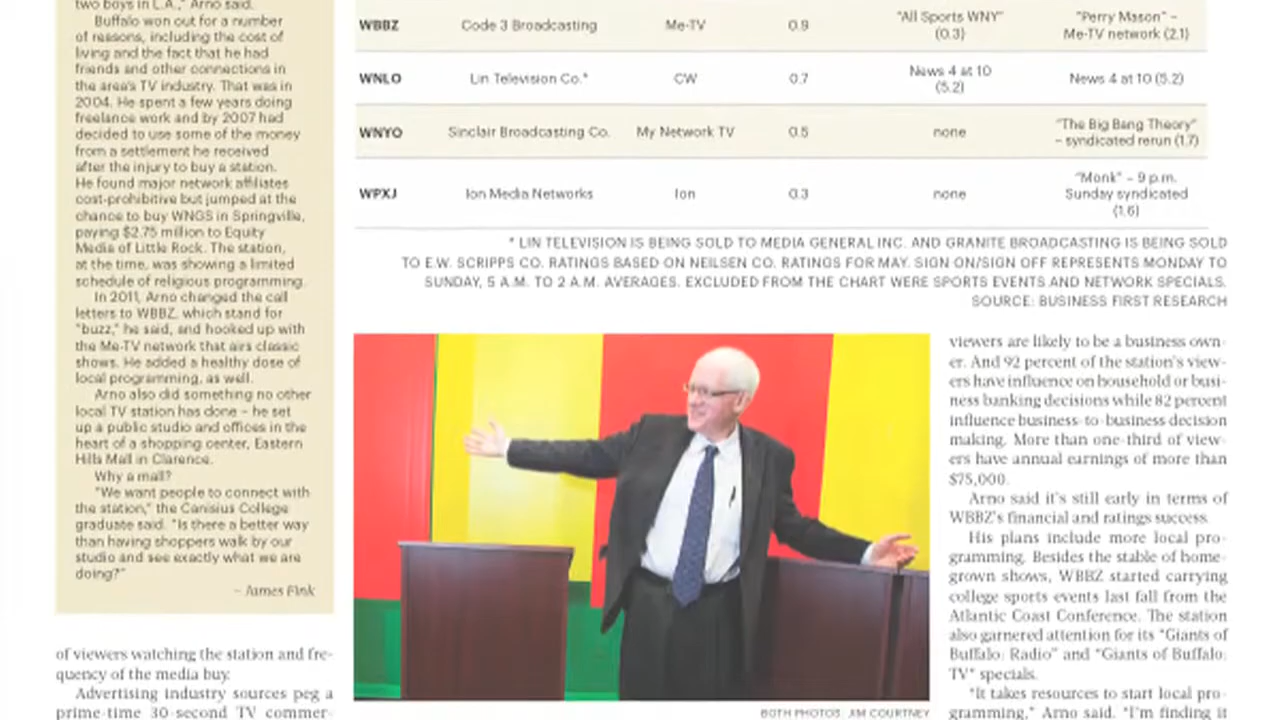 two boys in L.A.," Arno said.
Buffalo won out for a number
of reasons, including the cost of
living and the fact that he had
friends and other connections in
the area's TV industry. That was in
2004. He spent a few years doing
freelance work and by 2007 had
decided to use some of the money
from a settlement he received
after the injury to buy a station.
He found major network affiliates
cost-prohibitive but jumped at the
chance to buy WNGS in Springville,
paying $2.75 million to Equity
Media of Little Rock. The station,
at the time, was showing a limited
schedule of religious programming.
In 2011, Arno changed the call
letters to WBBZ, which stand for
"buzz," he said, and hooked up with
the Me-TV network that airs classic
shows. He added a healthy dose of
local programming, as well.
Arno also did something no other
local TV station has done – he set
up a public studio and offices in the
heart of a shopping center, Eastern
Hills Mall in Clarence.
Why a mall?
"We want people to connect with
the station," the Canisius College
graduate said. "Is there a better way
than having shoppers walk by our
studio and see exactly what we are
doing?"
– James Fink
of viewers watching the station and fre-
quency of the media buy.
Advertising industry sources peg a
prime-time 30-second TV commer-
WBBZ Code 3 Broadcasting Me-TV 0.9 "All Sports WNY" (0.3) "Perry Mason" – Me-TV network (2.1)
WNLO Lin Television Co.* CW 0.7 News 4 at 10 (5.2) News 4 at 10 (5.2)
WNYO Sinclair Broadcasting Co. My Network TV 0.5 none "The Big Bang Theory" – syndicated rerun (1.7)
WPXJ Ion Media Networks Ion 0.3 none "Monk" – 9 p.m. Sunday syndicated (1.6)
* LIN TELEVISION IS BEING SOLD TO MEDIA GENERAL INC. AND GRANITE BROADCASTING IS BEING SOLD
TO E.W. SCRIPPS CO. RATINGS BASED ON NEILSEN CO. RATINGS FOR MAY. SIGN ON/SIGN OFF REPRESENTS MONDAY TO
SUNDAY, 5 A.M. TO 2 A.M. AVERAGES. EXCLUDED FROM THE CHART WERE SPORTS EVENTS AND NETWORK SPECIALS.
SOURCE: BUSINESS FIRST RESEARCH
BOTH PHOTOS: JIM COURTNEY
viewers are likely to be a business own-
er. And 92 percent of the station's view-
ers have influence on household or busi-
ness banking decisions while 82 percent
influence business-to-business decision
making. More than one-third of view-
ers have annual earnings of more than
$75,000.
Arno said it's still early in terms of
WBBZ's financial and ratings success.
His plans include more local pro-
gramming. Besides the stable of home-
grown shows, WBBZ started carrying
college sports events last fall from the
Atlantic Coast Conference. The station
also garnered attention for its "Giants of
Buffalo: Radio" and "Giants of Buffalo:
TV" specials.
"It takes resources to start local pro-
gramming," Arno said. "I'm finding it